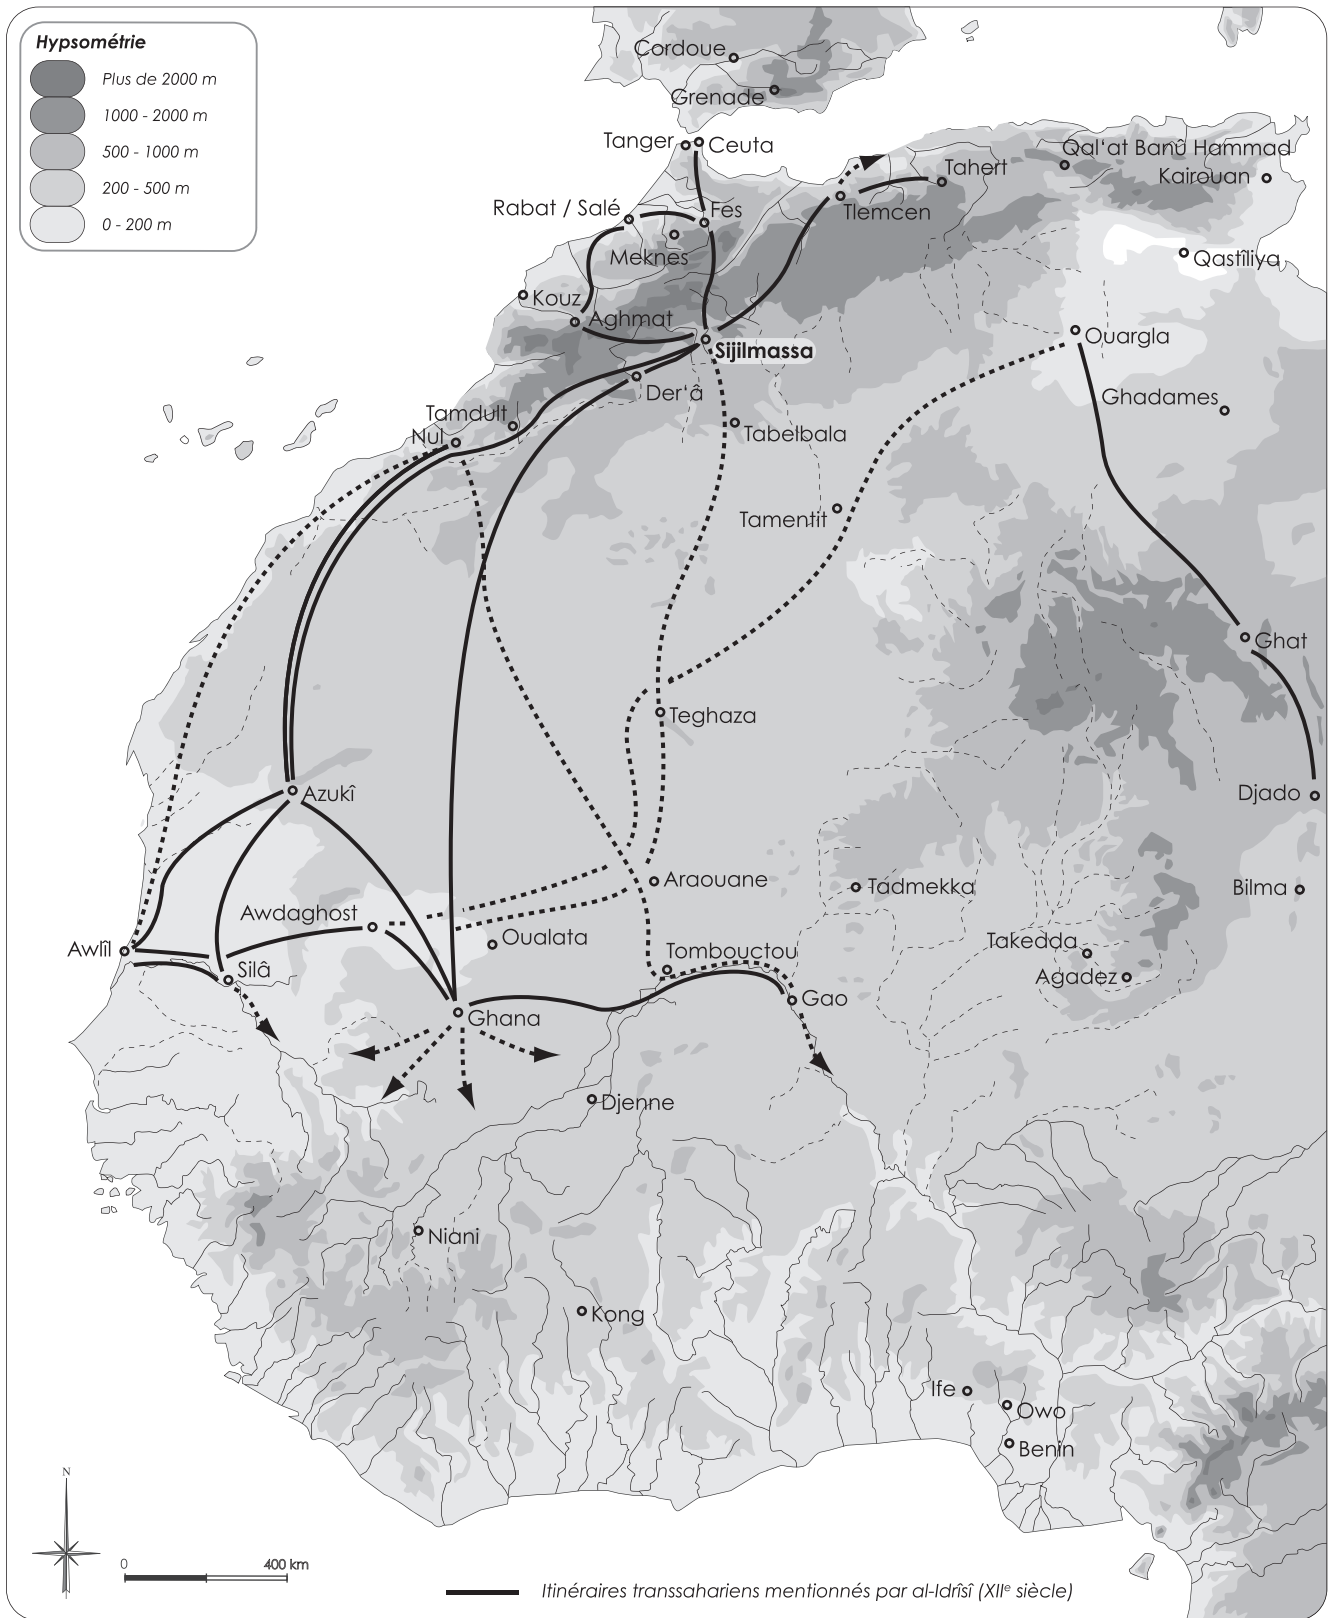 Hypsométrie
Plus de 2000 m
1000 - 2000 m
500 - 1000 m
200 - 500 m
0 - 200 m
Cordoue
Grenade
Tanger
Ceuta
Qal‘at Banû Hammad
Tahert
Kairouan
Rabat / Salé
Fes
Tlemcen
Meknes
Qastîliya
Kouz
Aghmat
Ouargla
Sijilmassa
Der‘â
Ghadames
Tamdult
Nul
Tabelbala
Tamentit
Ghat
Teghaza
Azukî
Djado
Araouane
Tadmekka
Bilma
Awdaghost
Oualata
Takedda
Awlîl
Tombouctou
Silâ
Agadez
Gao
Ghana
Djenne
Niani
Kong
Ife
Owo
Benin
N
0
400 km
Itinéraires transsahariens mentionnés par al-Idrîsî (XIIe siècle)